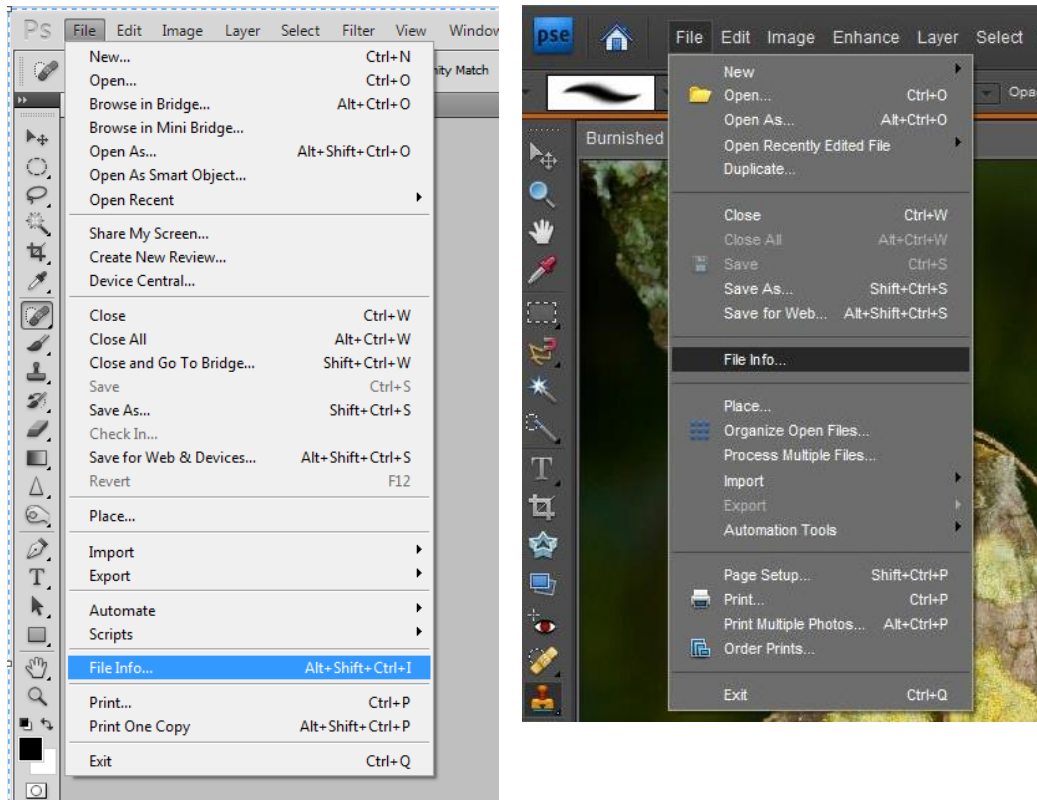 Ps File Edit Image Layer Select Filter View Window
nity Match
New... Ctrl+N
Open... Ctrl+O
Browse in Bridge... Alt+Ctrl+O
Browse in Mini Bridge...
Open As... Alt+Shift+Ctrl+O
Open As Smart Object...
Open Recent
Share My Screen...
Create New Review...
Device Central...
Close Ctrl+W
Close All Alt+Ctrl+W
Close and Go To Bridge... Shift+Ctrl+W
Save Ctrl+S
Save As... Shift+Ctrl+S
Check In...
Save for Web & Devices... Alt+Shift+Ctrl+S
Revert F12
Place...
Import
Export
Automate
Scripts
File Info... Alt+Shift+Ctrl+I
Print... Ctrl+P
Print One Copy Alt+Shift+Ctrl+P
Exit Ctrl+Q
T
pse File Edit Image Enhance Layer Select
Opa
Burnished
New
Open... Ctrl+O
Open As... Alt+Ctrl+O
Open Recently Edited File
Duplicate...
Close Ctrl+W
Close All Alt+Ctrl+W
Save Ctrl+S
Save As... Shift+Ctrl+S
Save for Web... Alt+Shift+Ctrl+S
File Info...
Place...
Organize Open Files...
Process Multiple Files...
Import
Export
Automation Tools
Page Setup... Shift+Ctrl+P
Print... Ctrl+P
Print Multiple Photos... Alt+Ctrl+P
Order Prints...
Exit Ctrl+Q
T